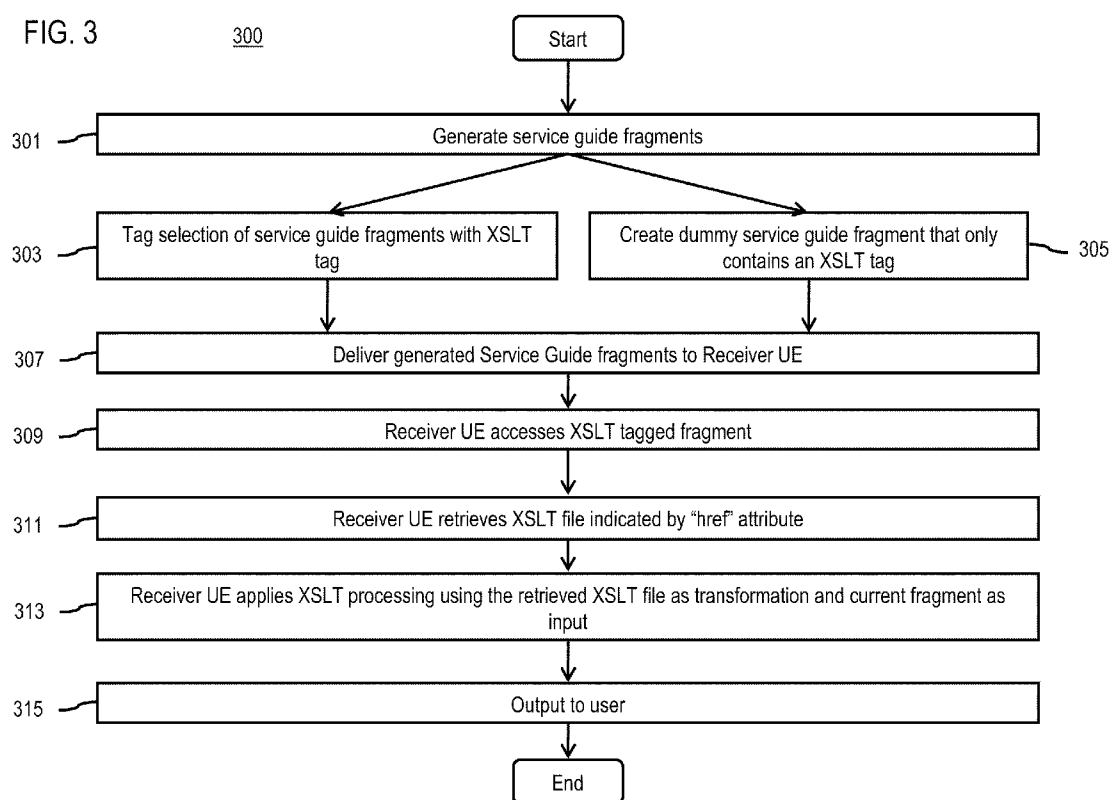 FIG. 3
300
Start
301
Generate service guide fragments
303
Tag selection of service guide fragments with XSLT
tag
Create dummy service guide fragment that only
contains an XSLT tag
305
307
Deliver generated Service Guide fragments to Receiver UE
309
Receiver UE accesses XSLT tagged fragment
311
Receiver UE retrieves XSLT file indicated by “href” attribute
313
Receiver UE applies XSLT processing using the retrieved XSLT file as transformation and current fragment as
input
315
Output to user
End